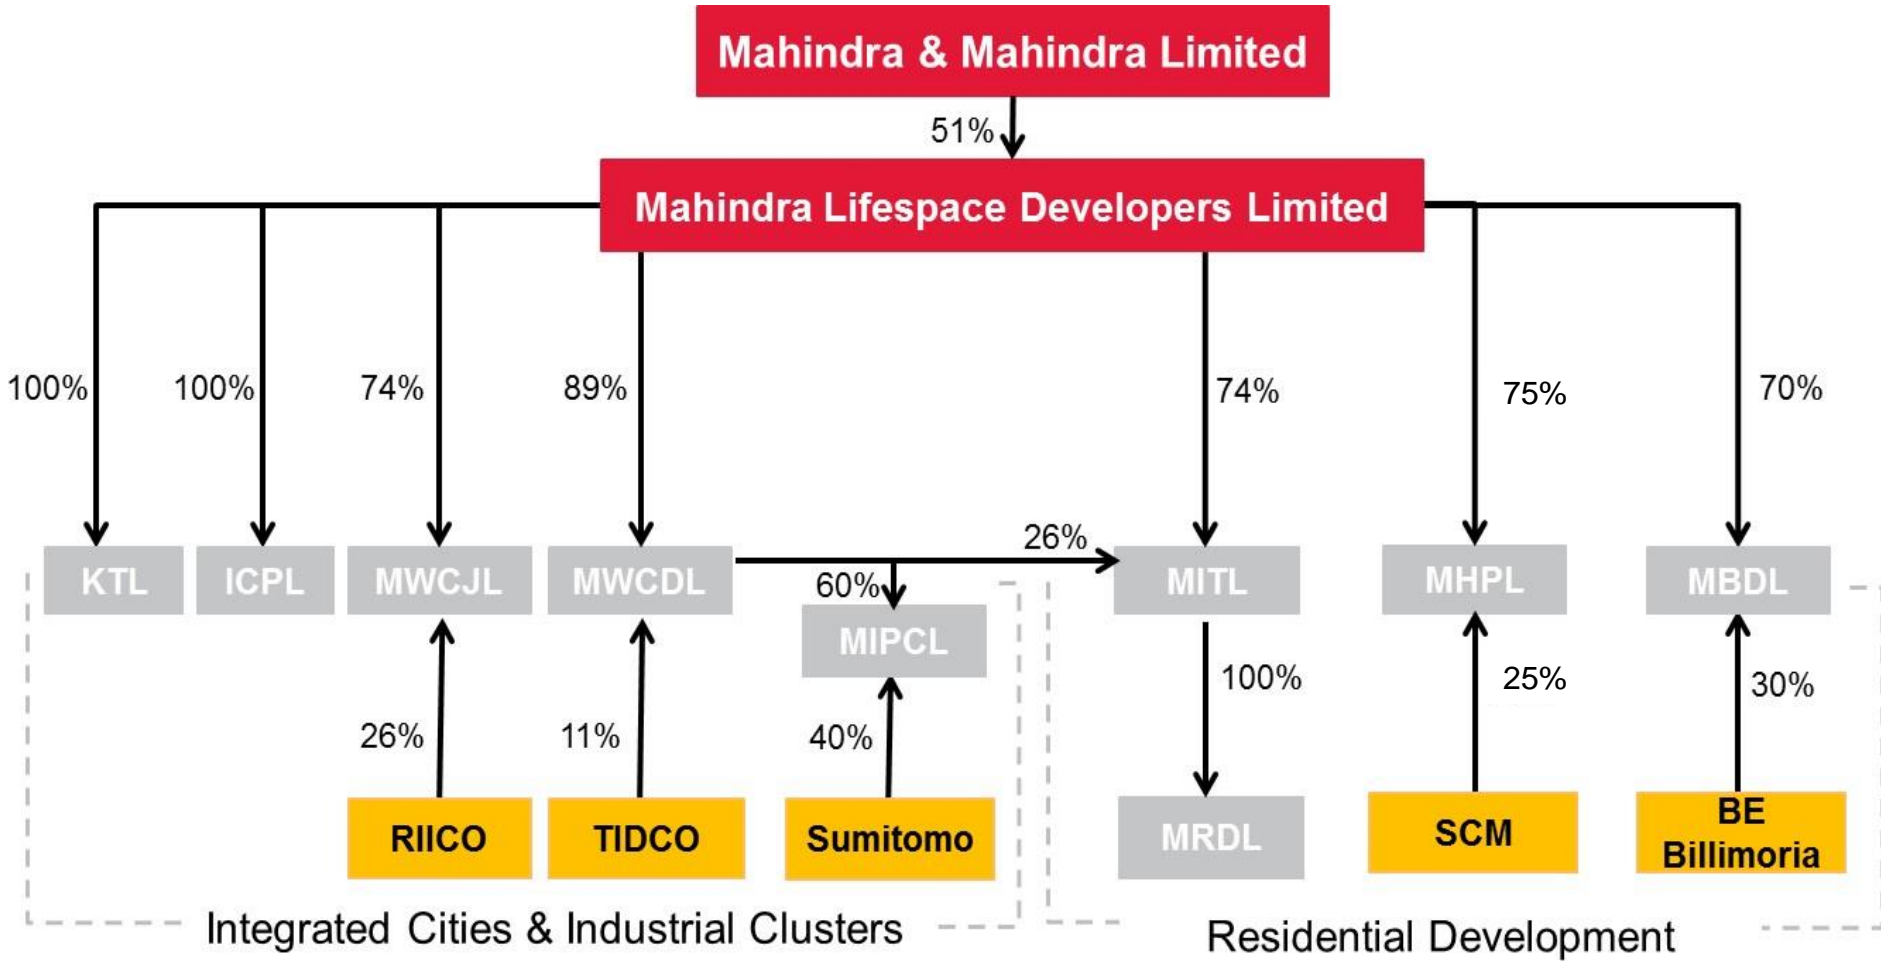 Mahindra & Mahindra Limited
51%
Mahindra Lifespace Developers Limited
100%
100%
74%
89%
74%
75%
70%
26%
60%
KTL
ICPL
MWCJL
MWCDL
MITL
MHPL
MBDL
MIPCL
26%
11%
40%
100%
25%
30%
RIICO
TIDCO
Sumitomo
MRDL
SCM
BE
Billimoria
Integrated Cities & Industrial Clusters
Residential Development